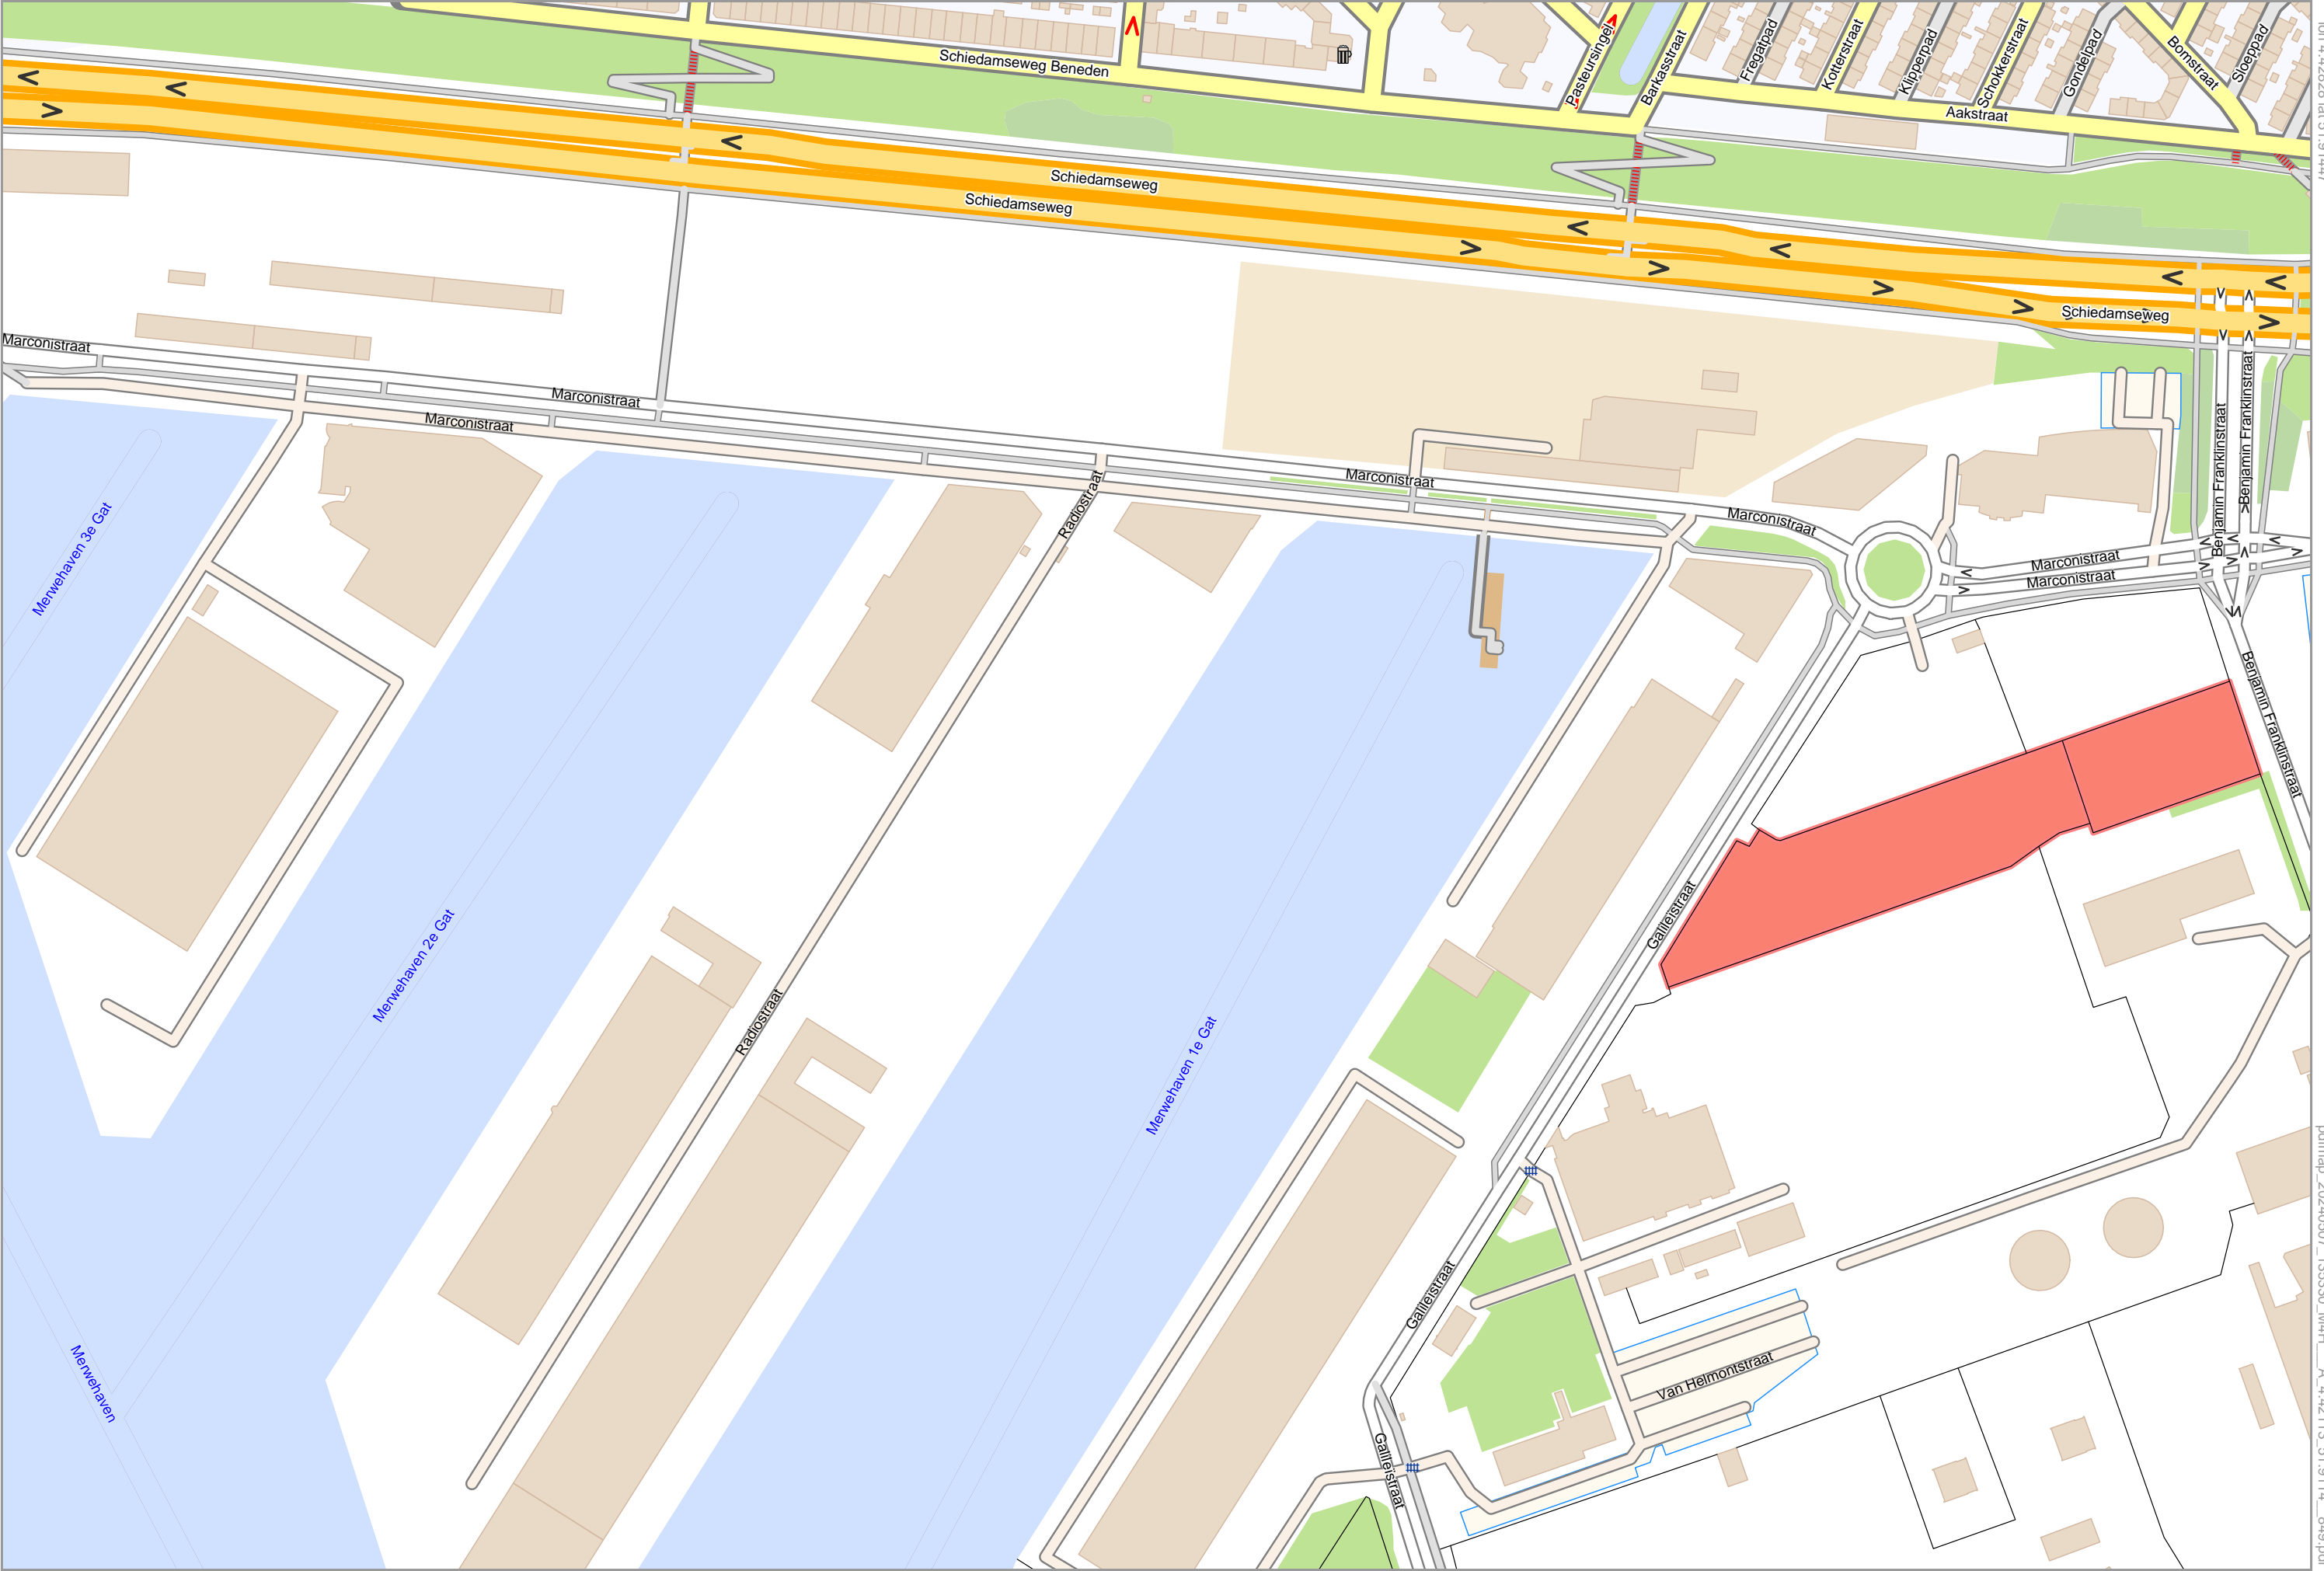 Schiedamseweg Beneden
Pasteursingel
Barkasstraat
Fregatpad
Kotterstraat
Klipperpad
Schokkerstraat
Gondelpad
Bornstraat
Sloeppad
Aakstraat
Schiedamseweg
Schiedamseweg
Schiedamseweg
Marconistraat
Marconistraat
Marconistraat
Marconistraat
Marconistraat
Marconistraat
Marconistraat
Benjamin Franklinstraat
Benjamin Franklinstraat
Benjamin Franklinstraat
Radiostraat
Radiostraat
Merwehaven 3e Gat
Merwehaven 2e Gat
Merwehaven 1e Gat
Merwehaven
Galileistraat
Galileistraat
Galileistraat
Van Helmontstraat